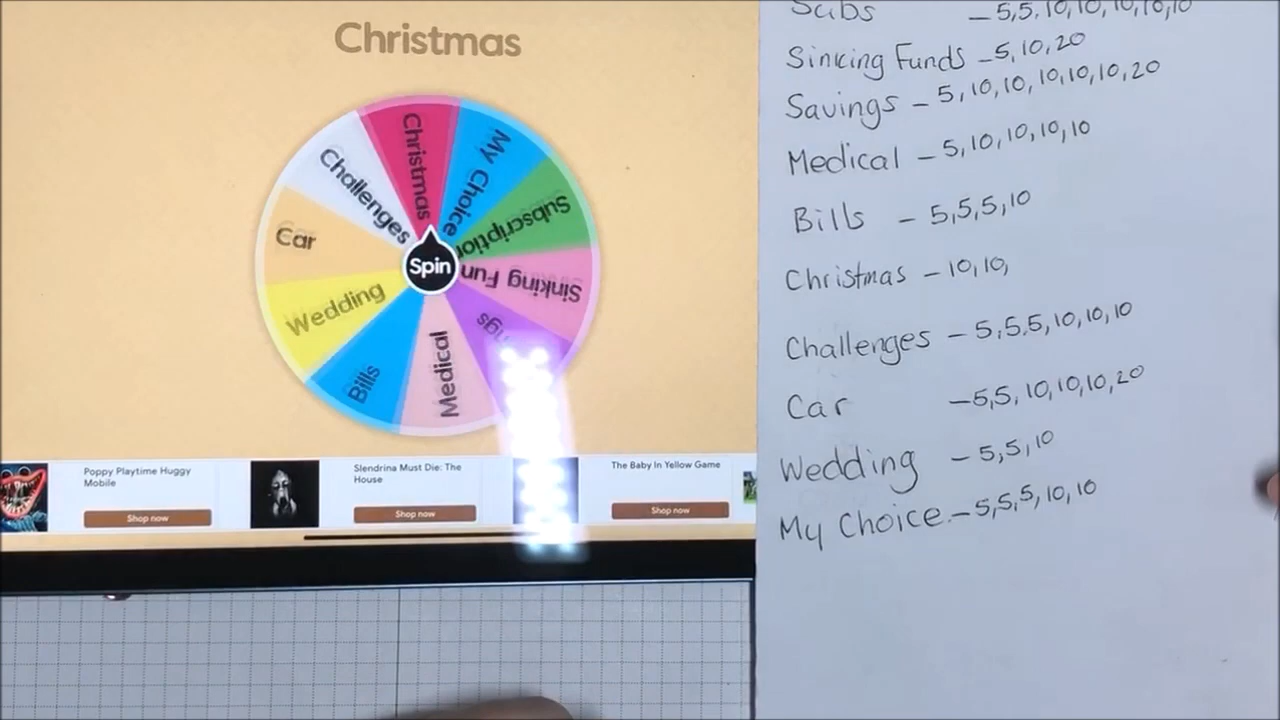 Christmas
Christmas
My Choice
Subscription
Sinking Fun
ngs
Medical
Bills
Wedding
Car
Challenges
Spin
Poppy Playtime Huggy
Mobile
Shop now
Slendrina Must Die: The
House
Shop now
The Baby In Yellow Game
Shop now
Subs - 5,5,10,10,10,10,10
Sinking Funds - 5,10,20
Savings - 5,10,10,10,10,10,20
Medical - 5,10,10,10,10
Bills - 5,5,5,10
Christmas - 10,10,
Challenges - 5,5,5,10,10,10
Car - 5,5,10,10,10,20
Wedding - 5,5,10
My Choice - 5,5,5,10,10